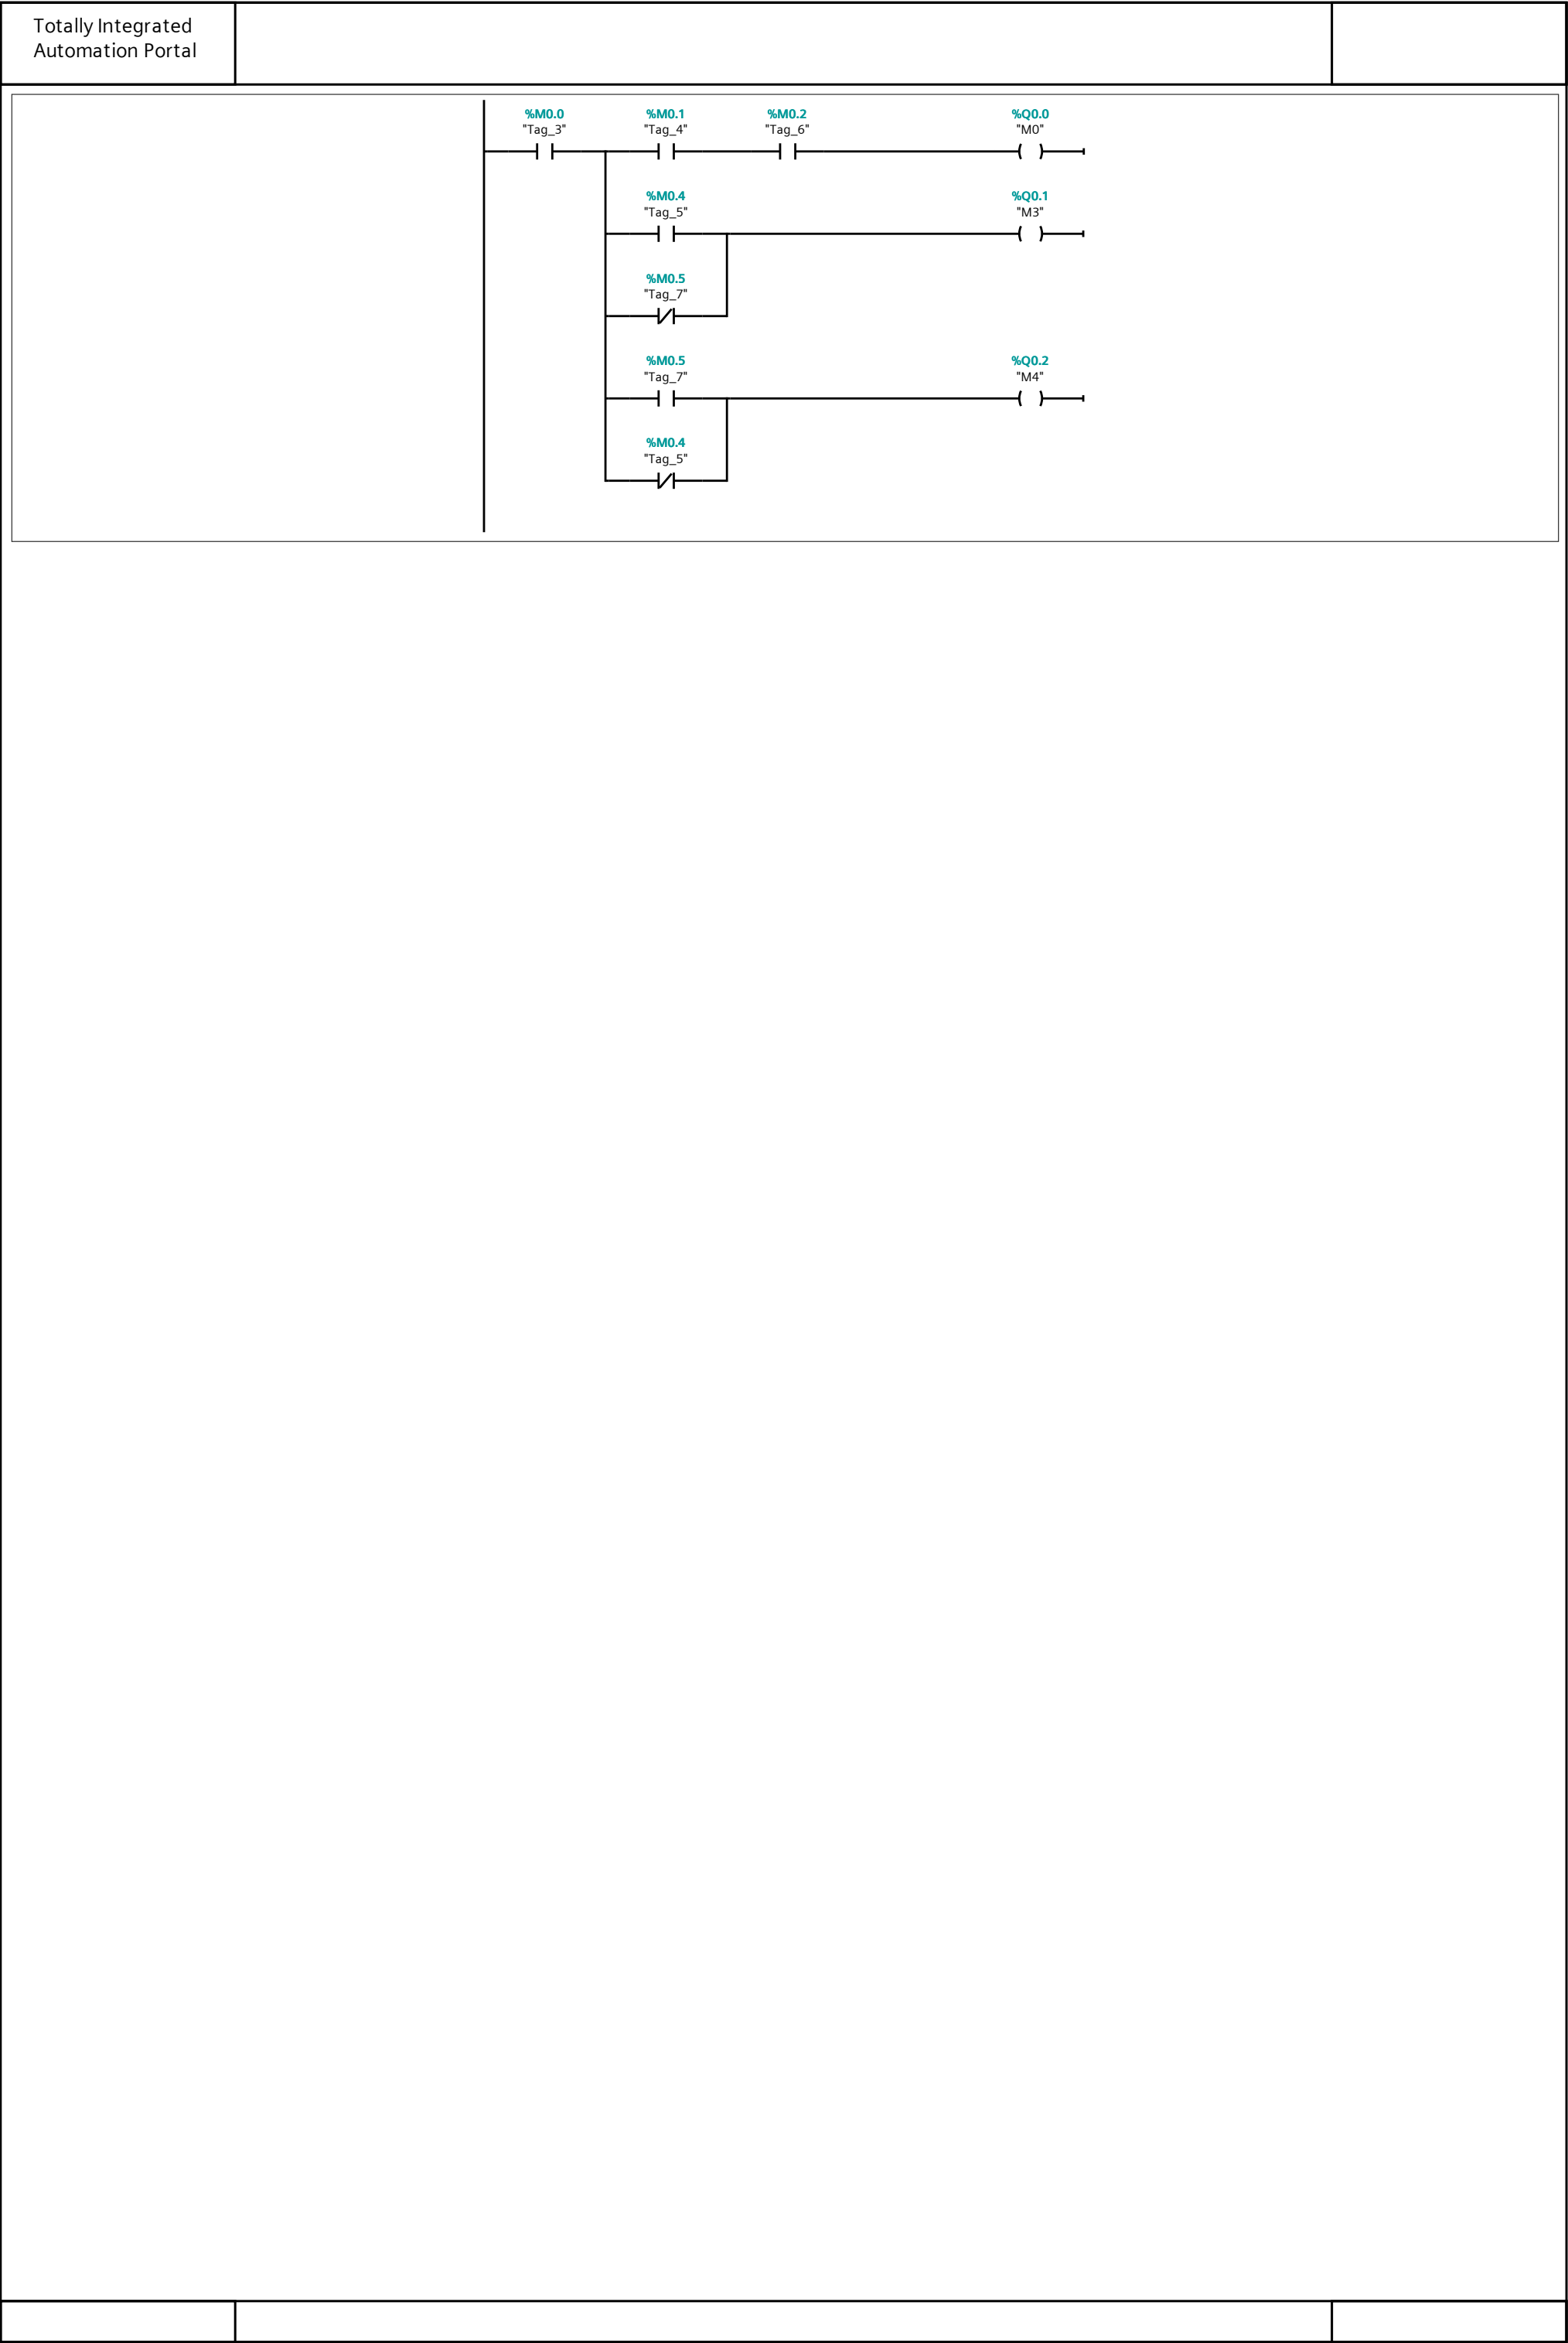 Totally Integrated
Automation Portal
%M0.0 %M0.1 %M0.2 %Q0.0
"Tag_3" "Tag_4" "Tag_6" "M0"
%M0.4 %Q0.1
"Tag_5" "M3"
%M0.5
"Tag_7"
%M0.5 %Q0.2
"Tag_7" "M4"
%M0.4
"Tag_5"